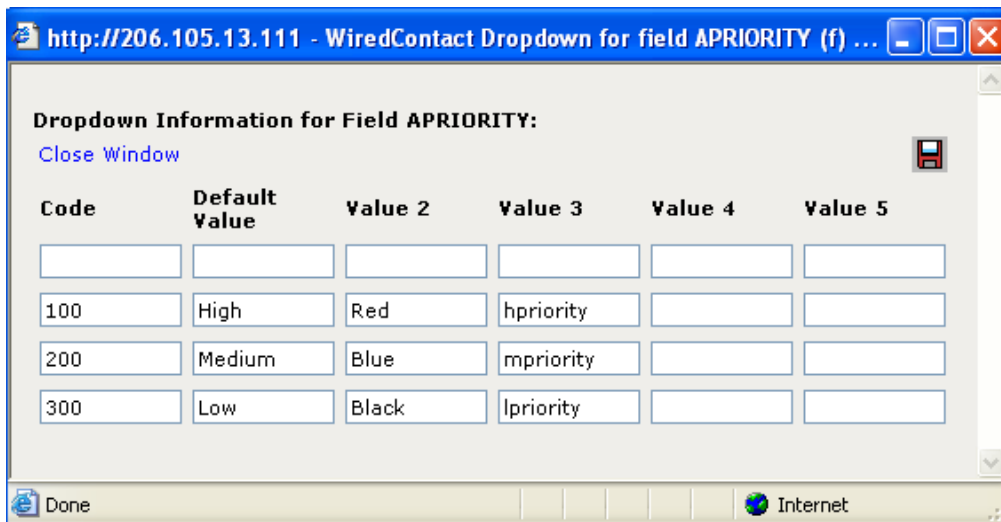 http://206.105.13.111 - WiredContact Dropdown for field APRIORITY (f) ...
Dropdown Information for Field APRIORITY:
Close Window
Code Default Value Value 2 Value 3 Value 4 Value 5
100 High Red hpriority
200 Medium Blue mpriority
300 Low Black lpriority
Done Internet